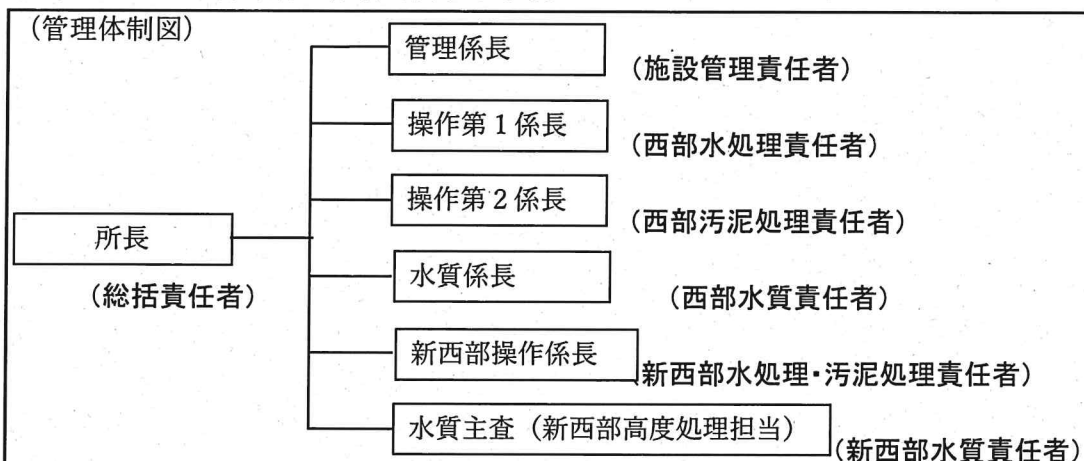 (管理体制図)
管理係長
(施設管理責任者)
操作第1係長
(西部水処理責任者)
操作第2係長
(西部汚泥処理責任者)
所長
(総括責任者)
水質係長
(西部水質責任者)
新西部操作係長
(新西部水処理・汚泥処理責任者)
水質主査(新西部高度処理担当)
(新西部水質責任者)